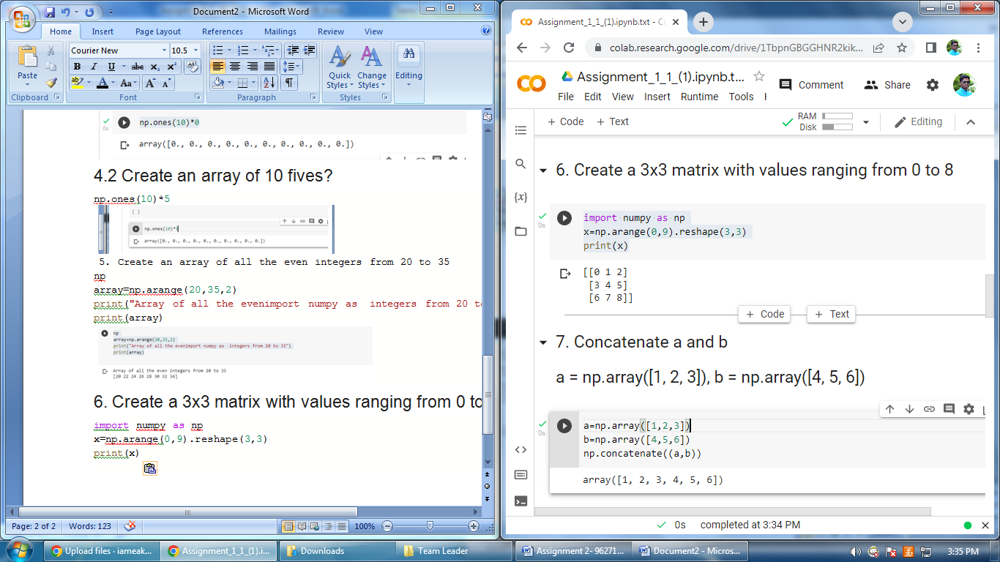 Document2 - Microsoft Word
Home Insert Page Layout References Mailings Review View
Courier New 10.5
Paste
Quick Styles Change Styles Editing
Clipboard Font Paragraph Styles
0s
np.ones(10)*0
array([0., 0., 0., 0., 0., 0., 0., 0., 0., 0.])
4.2 Create an array of 10 fives?
np.ones(10)*5
[ ]
np.ones(10)*5
array([0., 0., 0., 0., 0., 0., 0., 0., 0., 0.])
5. Create an array of all the even integers from 20 to 35
np
array=np.arange(20,35,2)
print("Array of all the evenimport numpy as integers from 20 to
print(array)
np
array=np.arange(20,35,2)
print("Array of all the evenimport numpy as integers from 20 to 35")
print(array)
Array of all the even integers from 20 to 35
[20 22 24 26 28 30 32 34]
6. Create a 3x3 matrix with values ranging from 0 to
import numpy as np
x=np.arange(0,9).reshape(3,3)
print(x)
Page: 2 of 2 Words: 123 100%
Assignment_1_1_(1).ipynb.txt - Co
colab.research.google.com/drive/1TbpnGBGGHNR2kik...
Assignment_1_1_(1).ipynb.t...
Comment Share
File Edit View Insert Runtime Tools
+ Code + Text RAM Disk Editing
6. Create a 3x3 matrix with values ranging from 0 to 8
0s
import numpy as np
x=np.arange(0,9).reshape(3,3)
print(x)
[[0 1 2]
[3 4 5]
[6 7 8]]
+ Code + Text
7. Concatenate a and b
a = np.array([1, 2, 3]), b = np.array([4, 5, 6])
0s
a=np.array([1,2,3])
b=np.array([4,5,6])
np.concatenate((a,b))
array([1, 2, 3, 4, 5, 6])
0s completed at 3:34 PM
Upload files · iameak... Assignment_1_1_(1).i... Downloads Team Leader Assignment 2- 96271... Document2 - Micros... 3:35 PM